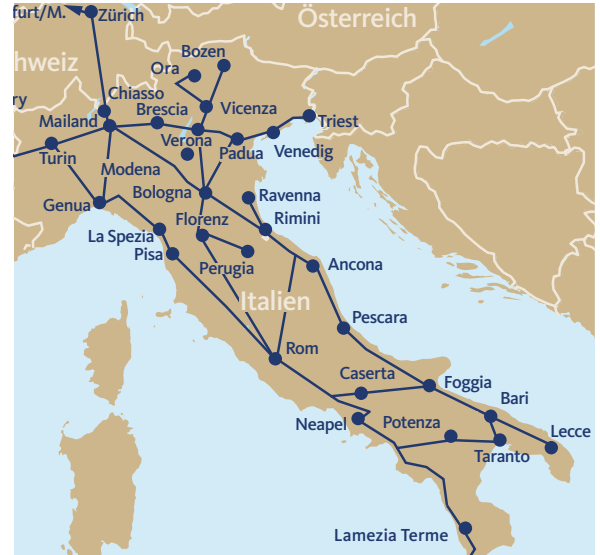 furt/M.
Zürich
Österreich
hweiz
Bozen
Ora
Chiasso
Brescia
Vicenza
ry
Mailand
Triest
Verona
Padua
Venedig
Turin
Modena
Bologna
Ravenna
Genua
Florenz
Rimini
La Spezia
Pisa
Perugia
Ancona
Italien
Pescara
Rom
Caserta
Foggia
Bari
Neapel
Potenza
Lecce
Taranto
Lamezia Terme